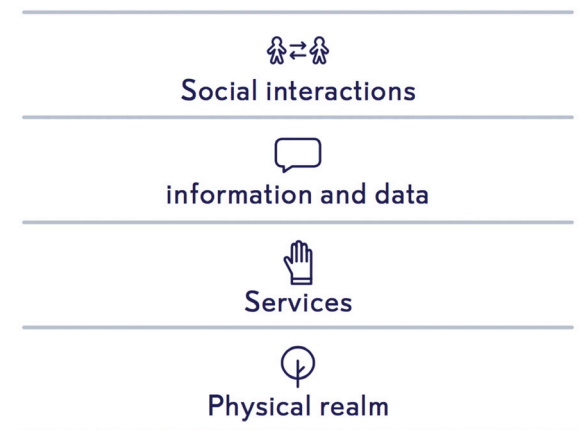 Social interactions
information and data
Services
Physical realm